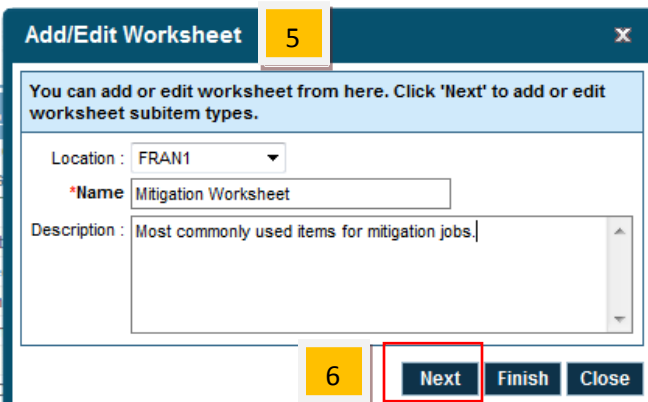 Add/Edit Worksheet 5 x
You can add or edit worksheet from here. Click 'Next' to add or edit
worksheet subitem types.
Location : FRAN1
*Name Mitigation Worksheet
Description : Most commonly used items for mitigation jobs.
6 Next Finish Close